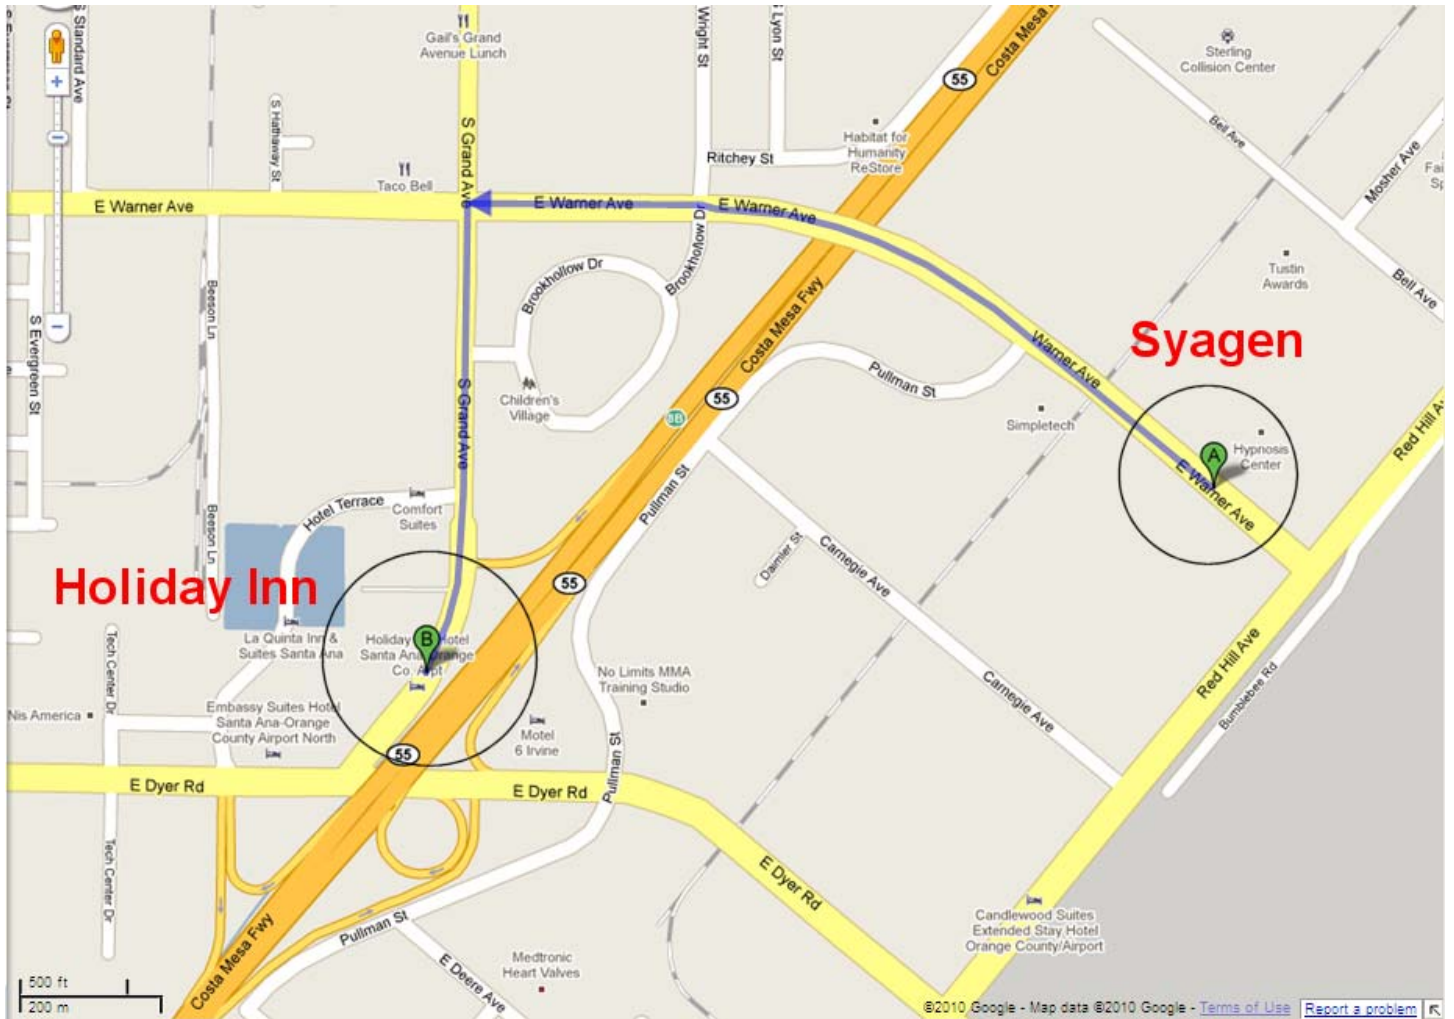 S Standard Ave
Gail's Grand
Avenue Lunch
Wright St
Lyon St
Costa Mesa
55
Sterling
Collision Center
S Hathaway St
S Grand Ave
Taco Bell
Ritchey St
Habitat for
Humanity
ReStore
Bell Ave
Mosher Ave
E Warner Ave
E Warner Ave
E Warner Ave
Brookhollow Dr
Brookhollow Dr
Tustin
Awards
Bell Ave
Beeson Ln
S Evergreen St
Costa Mesa Fwy
Syagen
Warner Ave
Pullman St
Children's
Village
S Grand Ave
55
8B
Simpletech
Red Hill Av
A
Hypnosis
Center
E Warner Ave
Hotel Terrace
Comfort
Suites
Pullman St
Beeson Ln
Daimler St
Carnegie Ave
Holiday Inn
55
La Quinta Inn &
Suites Santa Ana
B
Holiday Hotel
Santa Ana-Orange
Co. Arpt
No Limits MMA
Training Studio
Tech Center Dr
Nis America
Embassy Suites Hotel
Santa Ana-Orange
County Airport North
Motel
6 Irvine
Carnegie Ave
Red Hill Ave
Bumblebee Rd
55
Pullman St
E Dyer Rd
E Dyer Rd
Tech Center Dr
E Dyer Rd
Costa Mesa Fwy
Pullman St
E Deere Ave
Medtronic
Heart Valves
Candlewood Suites
Extended Stay Hotel
Orange County/Airport
500 ft
200 m
©2010 Google - Map data ©2010 Google - Terms of Use
Report a problem